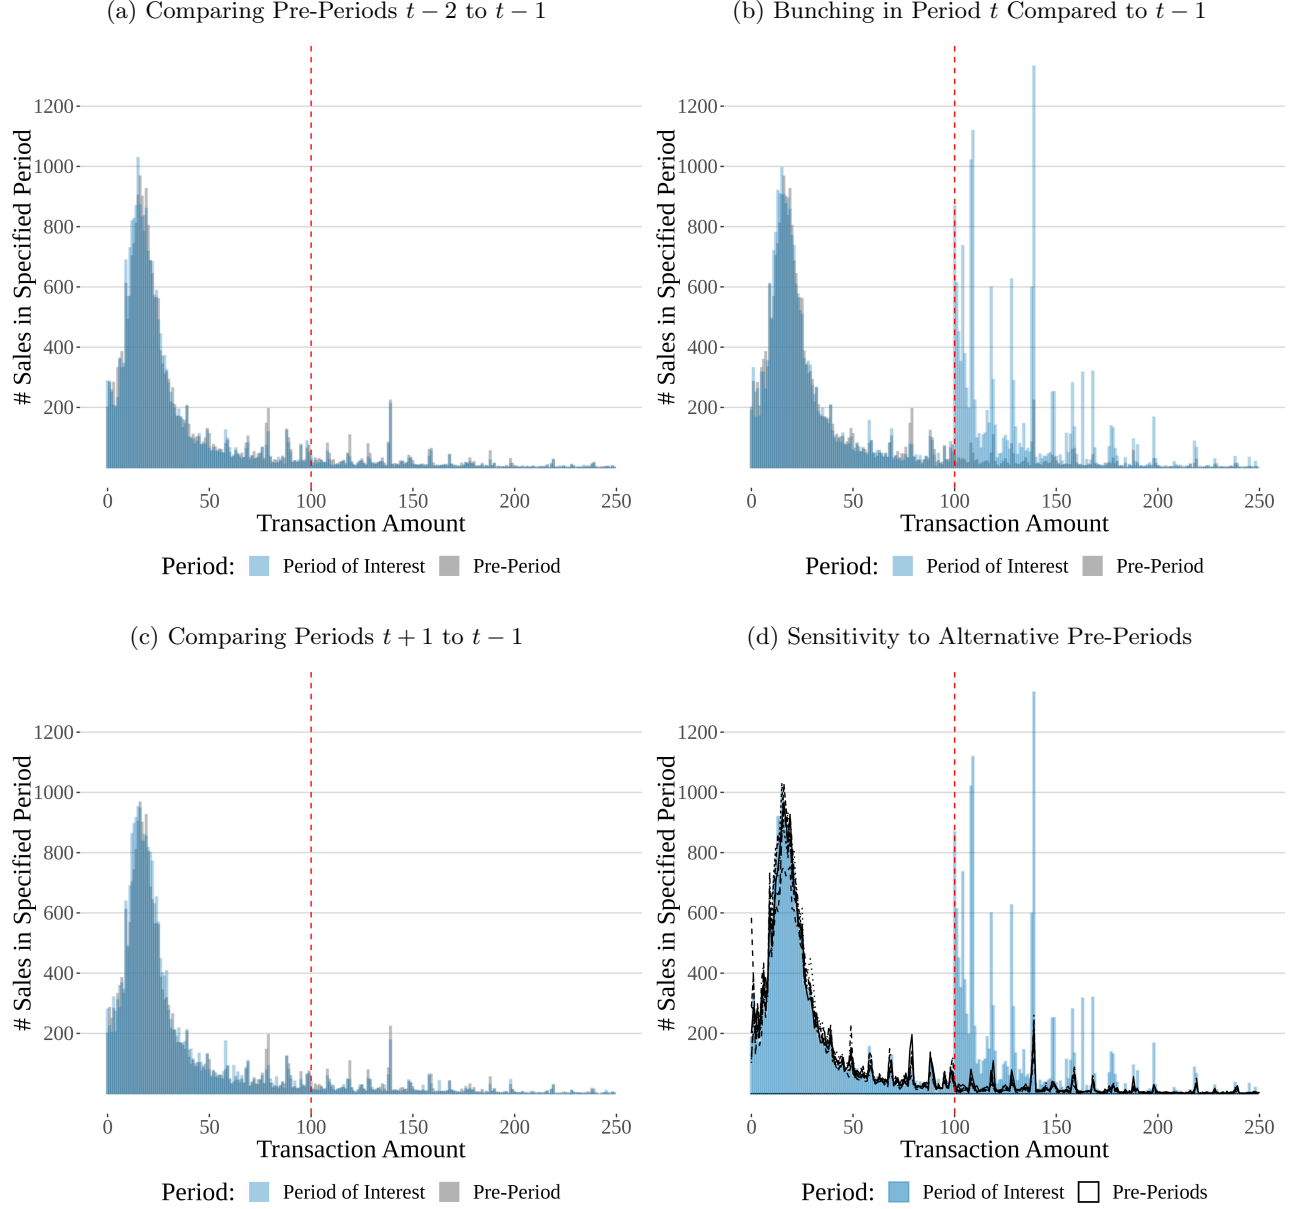 (a) Comparing Pre-Periods t − 2 to t − 1
# Sales in Specified Period
1200
1000
800
600
400
200
0 50 100 150 200 250
Transaction Amount
Period: Period of Interest Pre-Period
(b) Bunching in Period t Compared to t − 1
# Sales in Specified Period
1200
1000
800
600
400
200
0 50 100 150 200 250
Transaction Amount
Period: Period of Interest Pre-Period
(c) Comparing Periods t + 1 to t − 1
# Sales in Specified Period
1200
1000
800
600
400
200
0 50 100 150 200 250
Transaction Amount
Period: Period of Interest Pre-Period
(d) Sensitivity to Alternative Pre-Periods
# Sales in Specified Period
1200
1000
800
600
400
200
0 50 100 150 200 250
Transaction Amount
Period: Period of Interest Pre-Periods